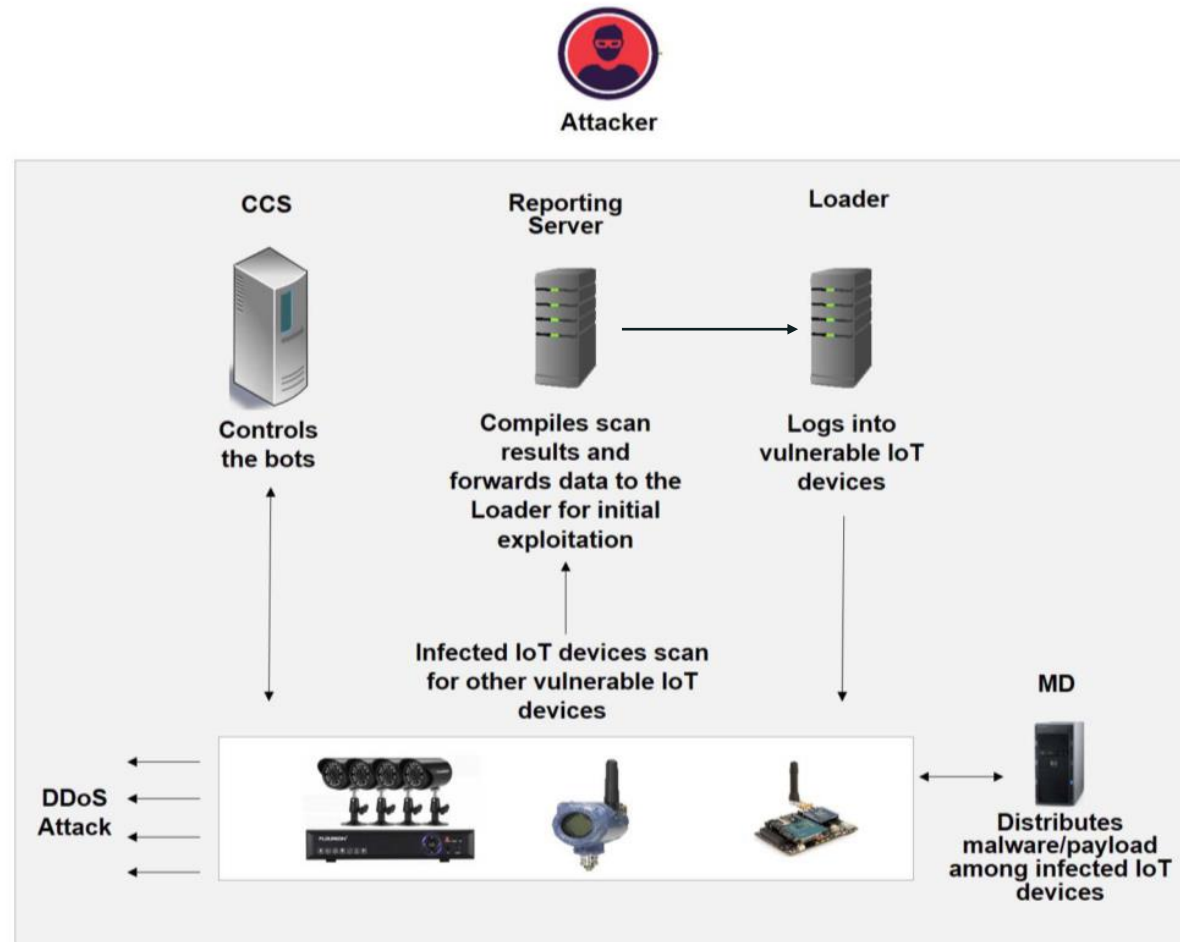 Attacker
CCS
Reporting
Server
Loader
Controls
the bots
Compiles scan
results and
forwards data to the
Loader for initial
exploitation
Logs into
vulnerable IoT
devices
Infected IoT devices scan
for other vulnerable IoT
devices
MD
DDoS
Attack
Distributes
malware/payload
among infected IoT
devices